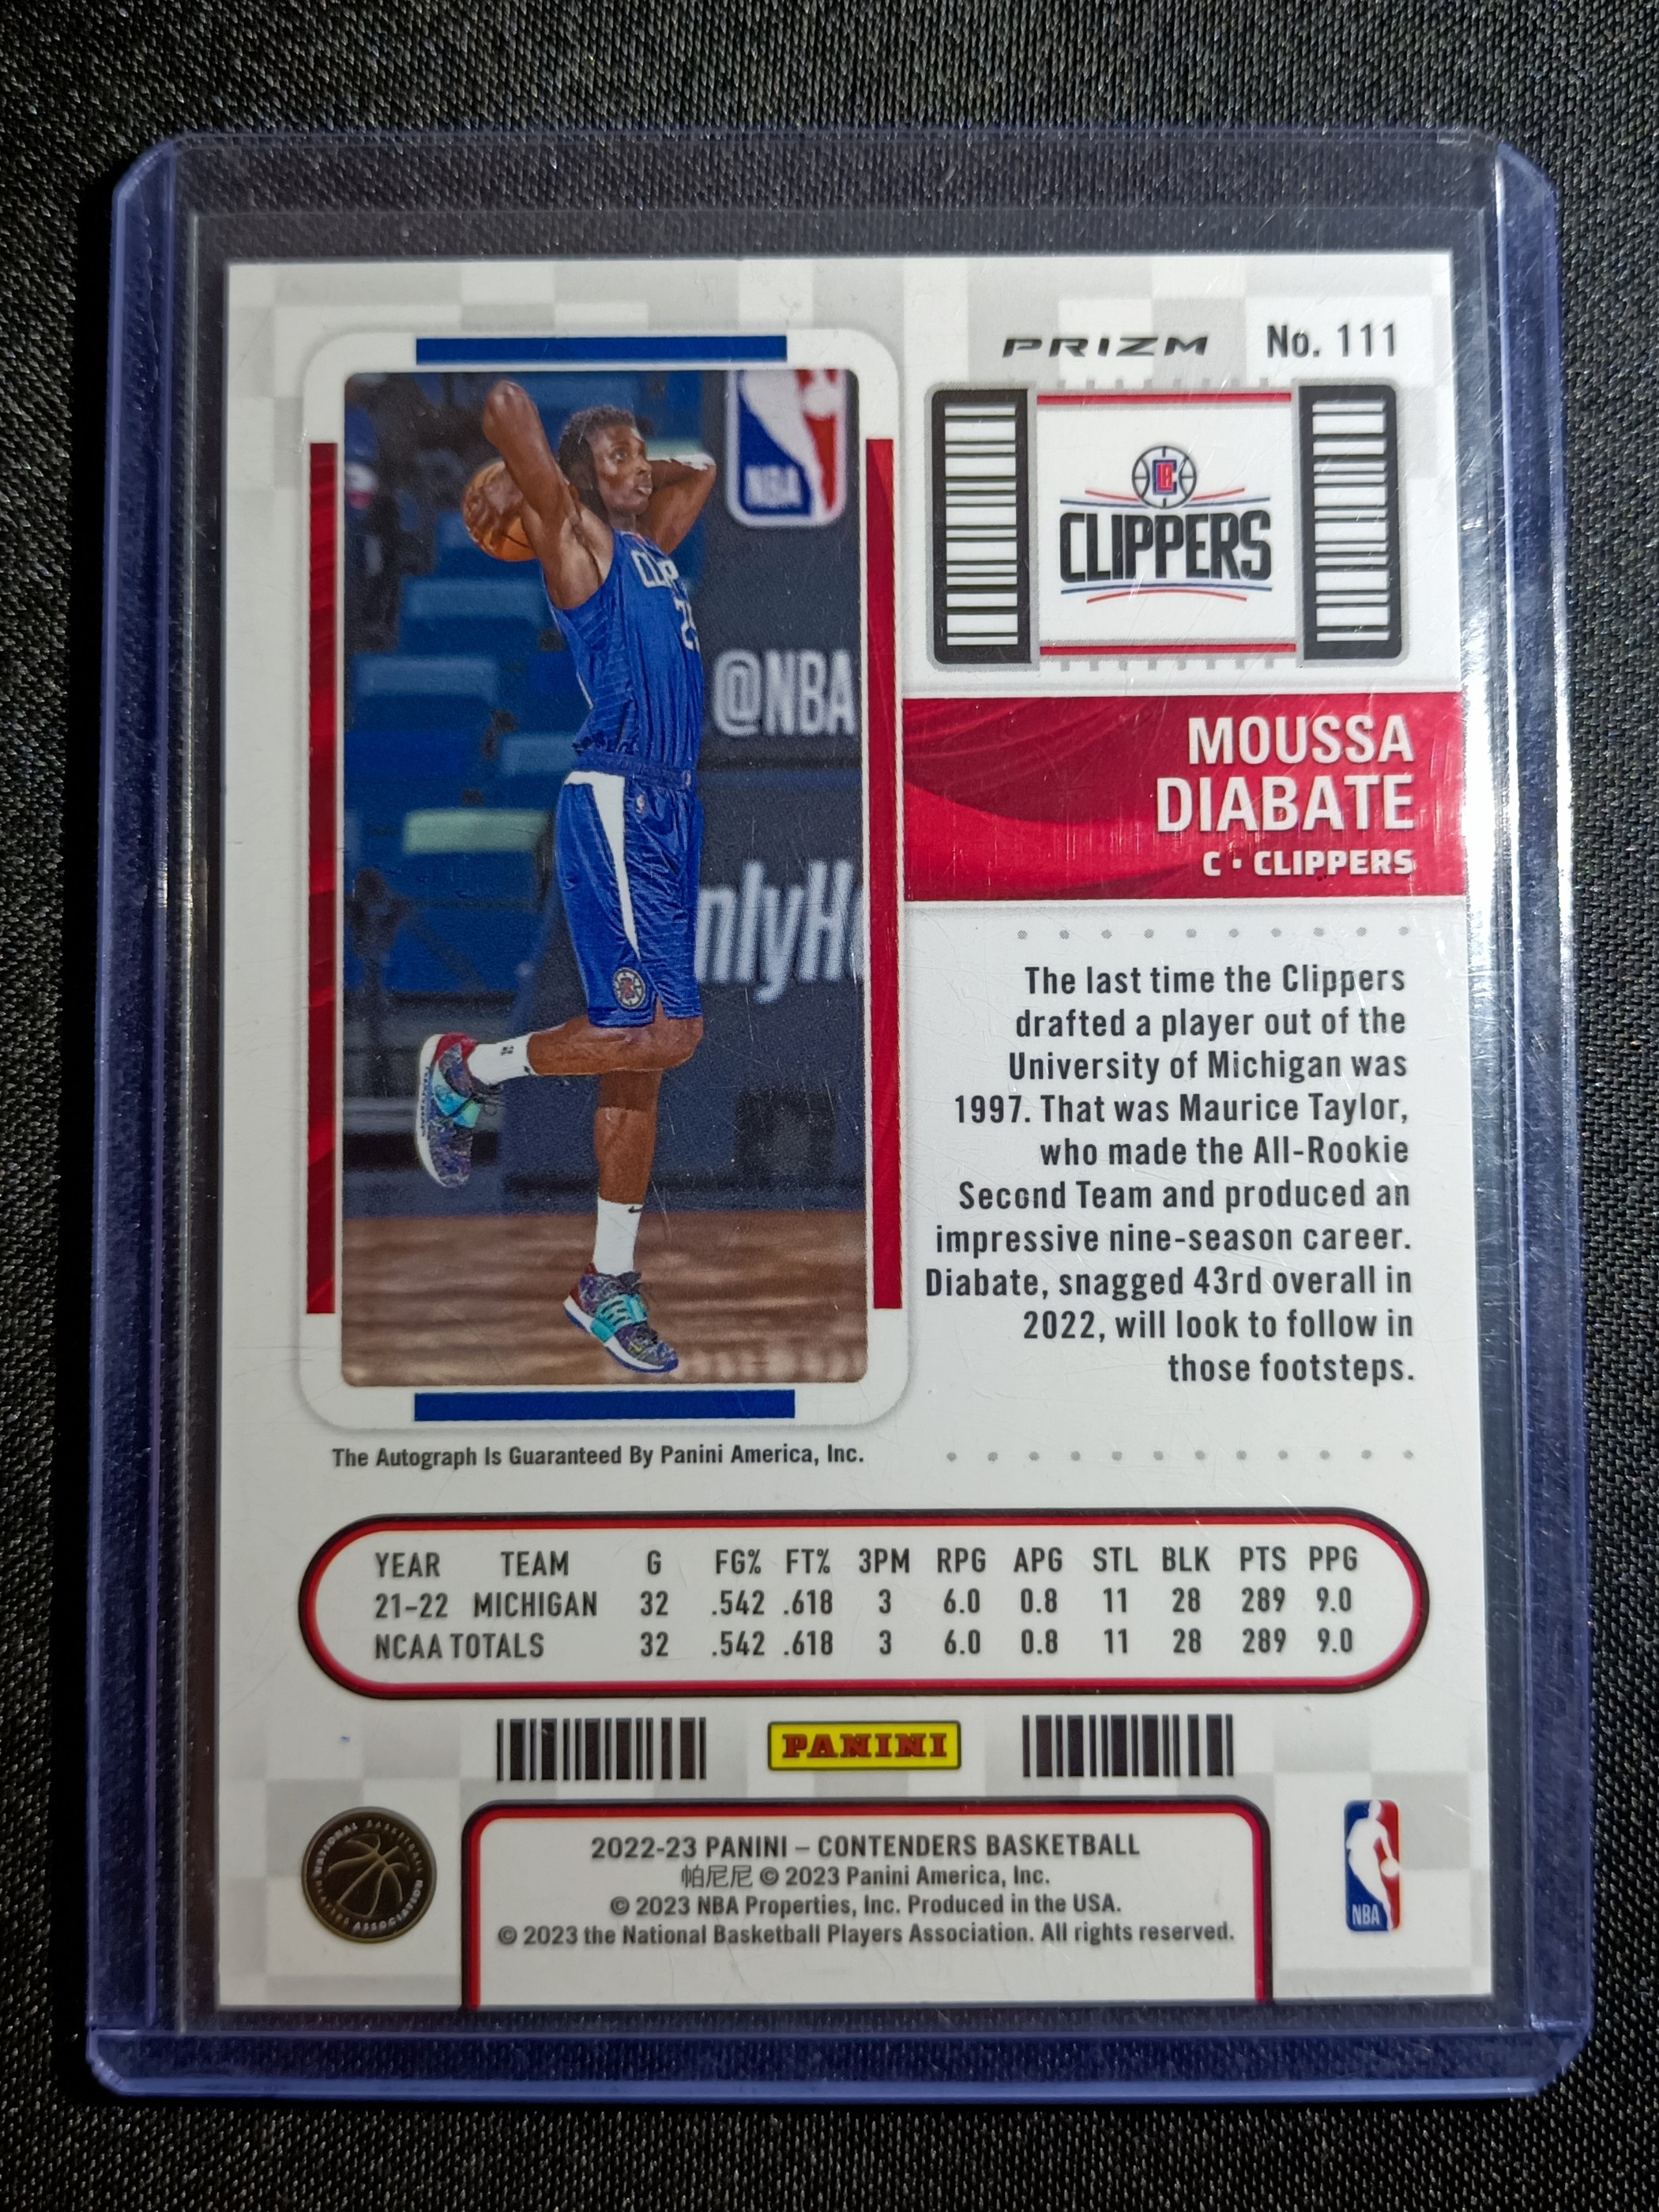 PRIZM No. 111
NBA
CLIPPERS
@NBA
MOUSSA
DIABATE
C · CLIPPERS
The last time the Clippers
drafted a player out of the
University of Michigan was
1997. That was Maurice Taylor,
who made the All-Rookie
Second Team and produced an
impressive nine-season career.
Diabate, snagged 43rd overall in
2022, will look to follow in
those footsteps.
The Autograph Is Guaranteed By Panini America, Inc.
YEAR TEAM G FG% FT% 3PM RPG APG STL BLK PTS PPG
21-22 MICHIGAN 32 .542 .618 3 6.0 0.8 11 28 289 9.0
NCAA TOTALS 32 .542 .618 3 6.0 0.8 11 28 289 9.0
PANINI
NATIONAL BASKETBALL
PLAYERS ASSOCIATION
2022-23 PANINI – CONTENDERS BASKETBALL
帕尼尼 © 2023 Panini America, Inc.
© 2023 NBA Properties, Inc. Produced in the USA.
© 2023 the National Basketball Players Association. All rights reserved.
NBA